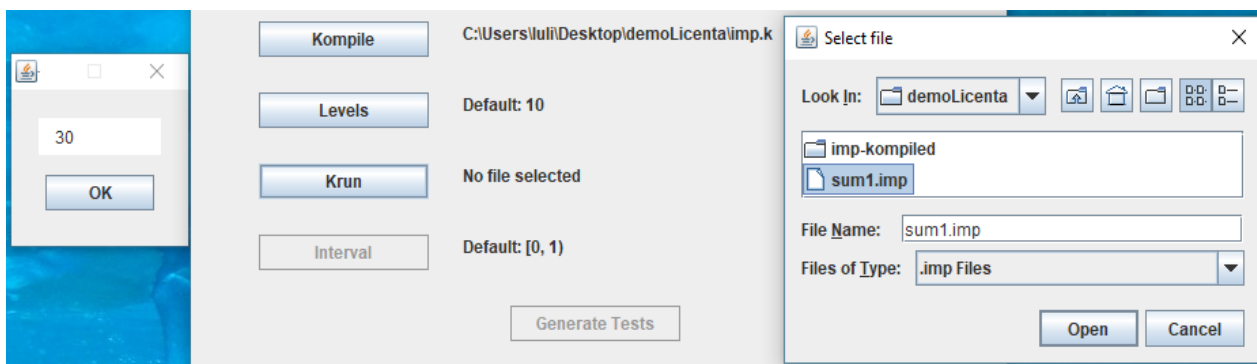 30
OK
Kompile
C:\Users\Iuli\Desktop\demoLicenta\imp.k
Levels
Default: 10
Krun
No file selected
Interval
Default: [0, 1)
Generate Tests
Select file
Look In:
demoLicenta
imp-kompiled
sum1.imp
File Name:
sum1.imp
Files of Type:
.imp Files
Open
Cancel